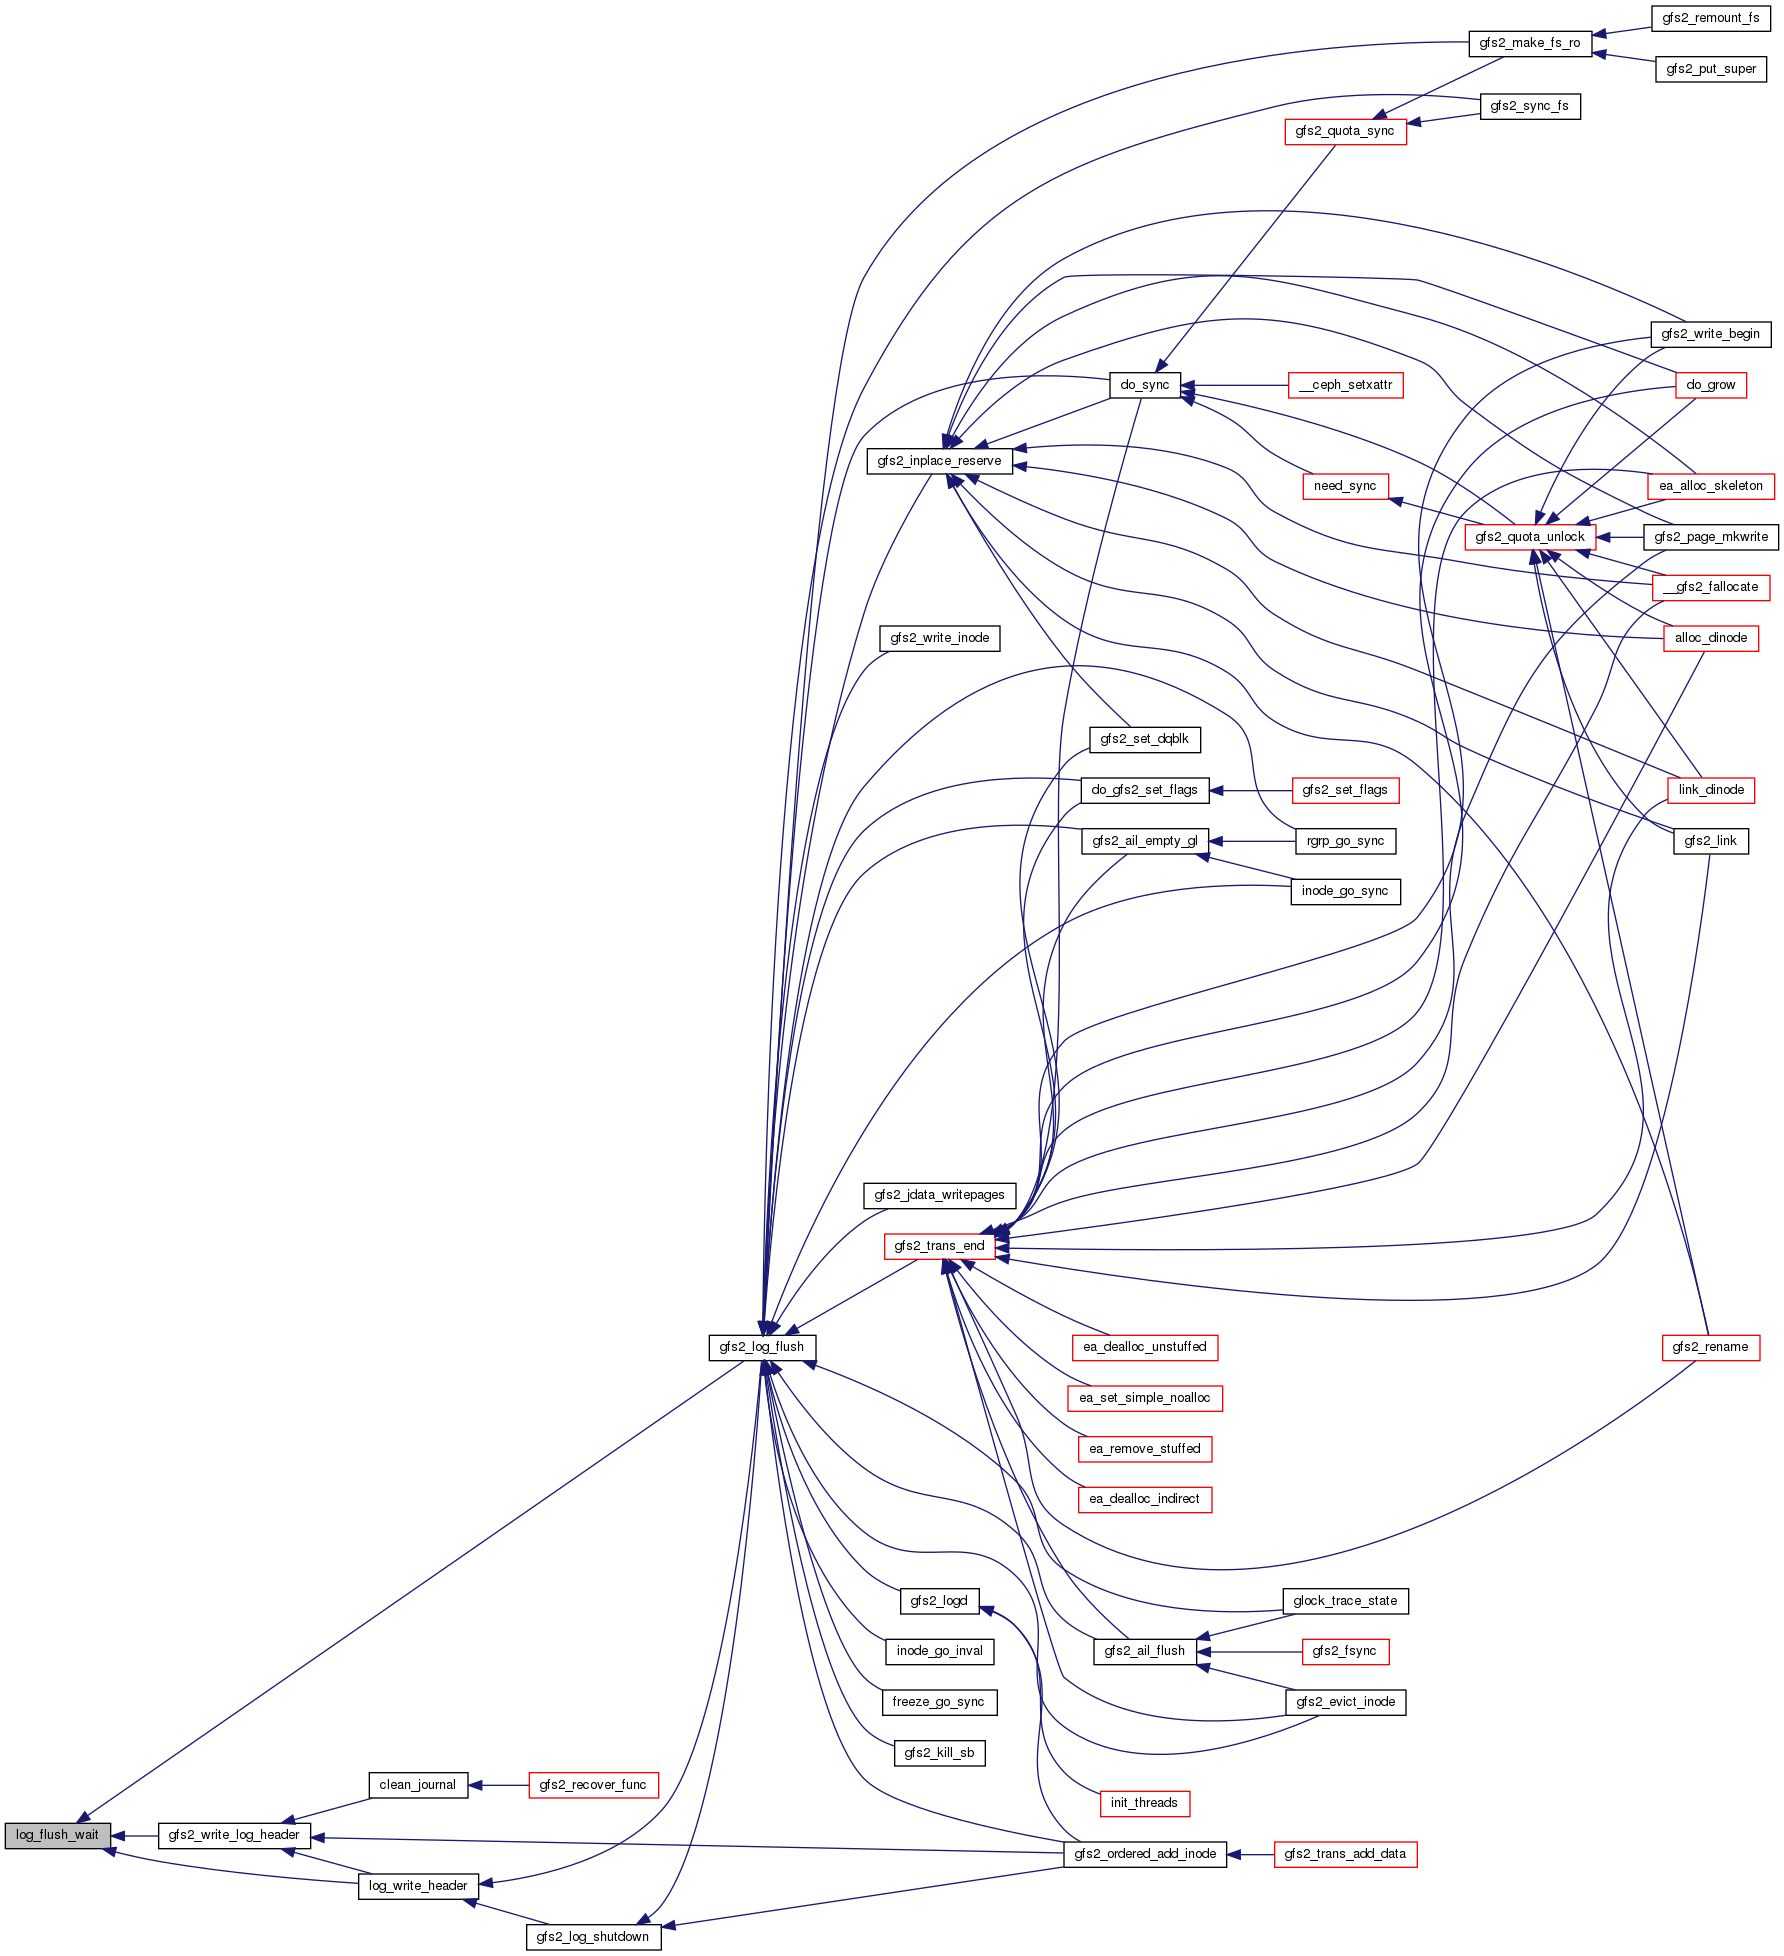 gfs2_remount_fs
gfs2_make_fs_ro
gfs2_put_super
gfs2_sync_fs
gfs2_quota_sync
gfs2_write_begin
do_sync
__ceph_setxattr
do_grow
gfs2_inplace_reserve
need_sync
ea_alloc_skeleton
gfs2_quota_unlock
gfs2_page_mkwrite
__gfs2_fallocate
gfs2_write_inode
alloc_dinode
gfs2_set_dqblk
do_gfs2_set_flags
gfs2_set_flags
link_dinode
gfs2_ail_empty_gl
rgrp_go_sync
gfs2_link
inode_go_sync
gfs2_jdata_writepages
gfs2_trans_end
gfs2_log_flush
ea_dealloc_unstuffed
gfs2_rename
ea_set_simple_noalloc
ea_remove_stuffed
ea_dealloc_indirect
gfs2_logd
glock_trace_state
inode_go_inval
gfs2_ail_flush
gfs2_fsync
freeze_go_sync
gfs2_evict_inode
gfs2_kill_sb
clean_journal
gfs2_recover_func
init_threads
log_flush_wait
gfs2_write_log_header
gfs2_ordered_add_inode
gfs2_trans_add_data
log_write_header
gfs2_log_shutdown